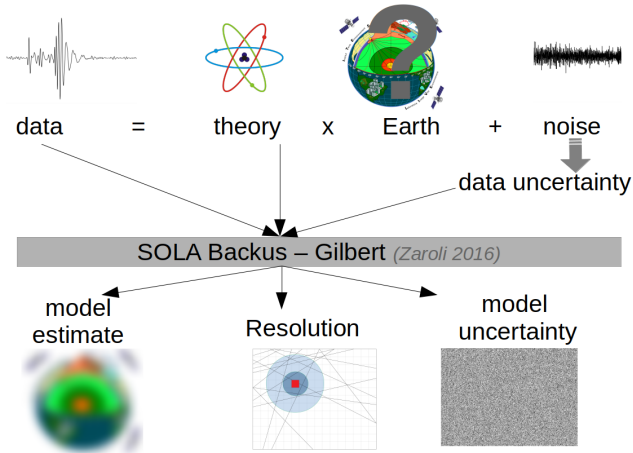 data = theory x Earth + noise
data uncertainty
SOLA Backus – Gilbert (Zaroli 2016)
model
estimate
Resolution
model
uncertainty